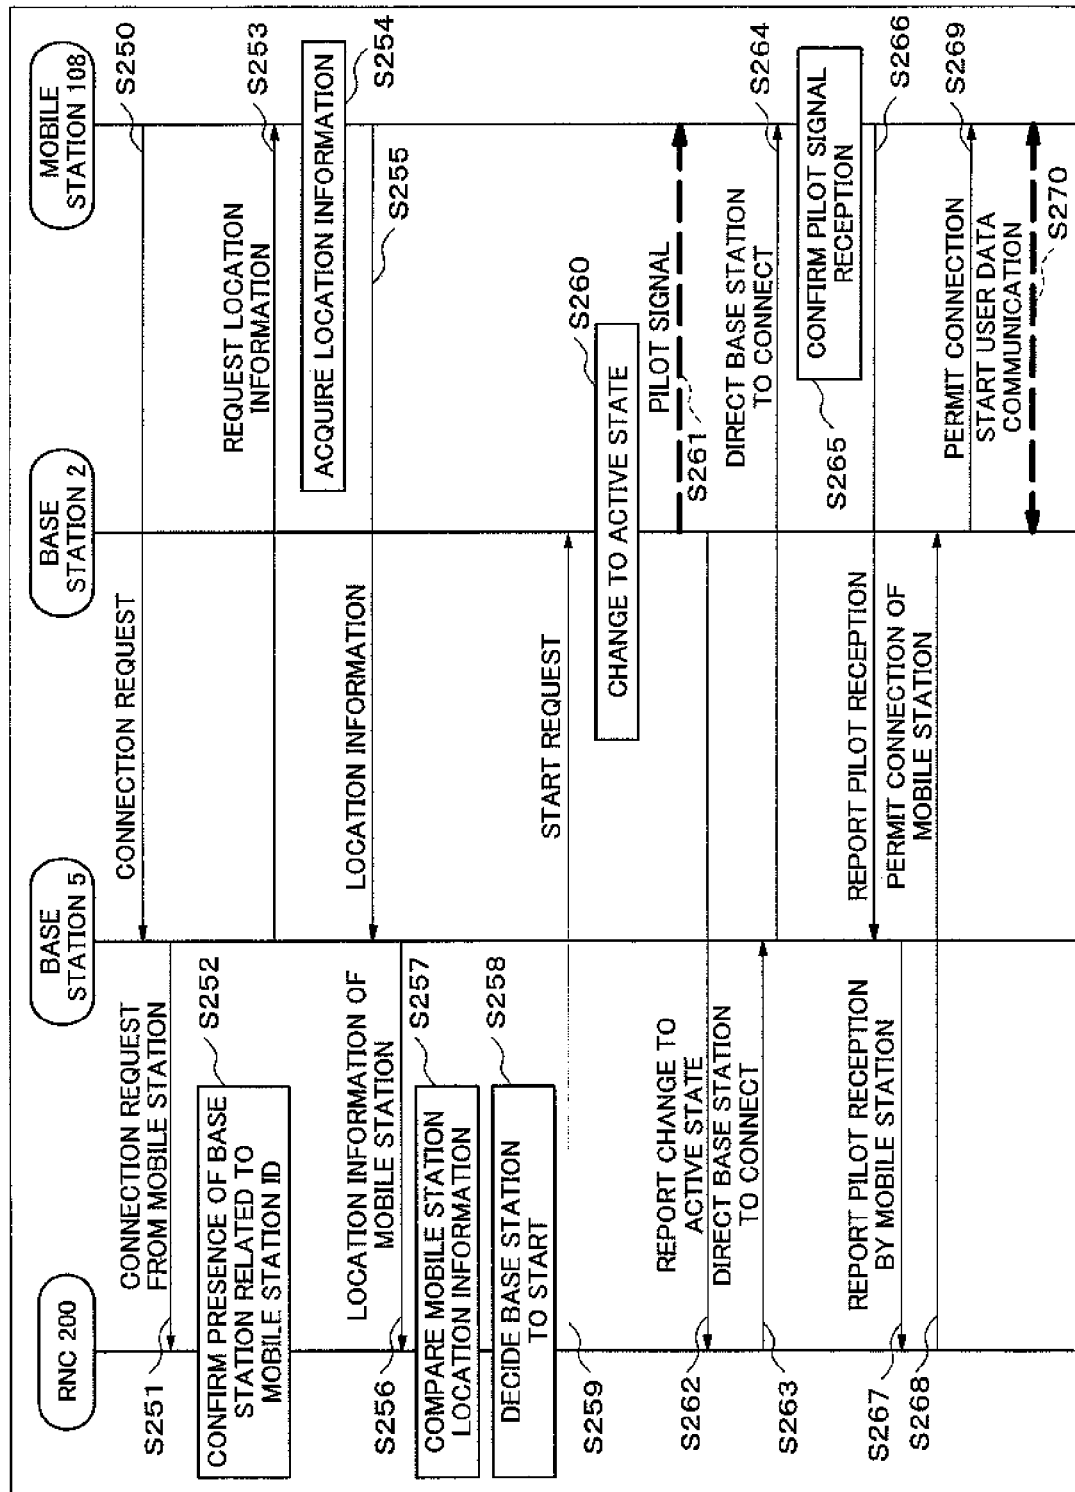 RNC 200
BASE
STATION 5
BASE
STATION 2
MOBILE
STATION 108
CONNECTION REQUEST
S250
S251
CONNECTION REQUEST
FROM MOBILE STATION
S252
CONFIRM PRESENCE OF BASE
STATION RELATED TO
MOBILE STATION ID
REQUEST LOCATION
INFORMATION
S253
ACQUIRE LOCATION INFORMATION
S254
LOCATION INFORMATION
S255
S256
LOCATION INFORMATION OF
MOBILE STATION
COMPARE MOBILE STATION
LOCATION INFORMATION
S257
DECIDE BASE STATION
TO START
S258
S259
START REQUEST
CHANGE TO ACTIVE STATE
S260
PILOT SIGNAL
S261
S262
REPORT CHANGE TO
ACTIVE STATE
S263
DIRECT BASE STATION
TO CONNECT
DIRECT BASE STATION
TO CONNECT
S264
S265
CONFIRM PILOT SIGNAL
RECEPTION
REPORT PILOT RECEPTION
S266
S267
REPORT PILOT RECEPTION
BY MOBILE STATION
S268
PERMIT CONNECTION OF
MOBILE STATION
PERMIT CONNECTION
S269
START USER DATA
COMMUNICATION
S270